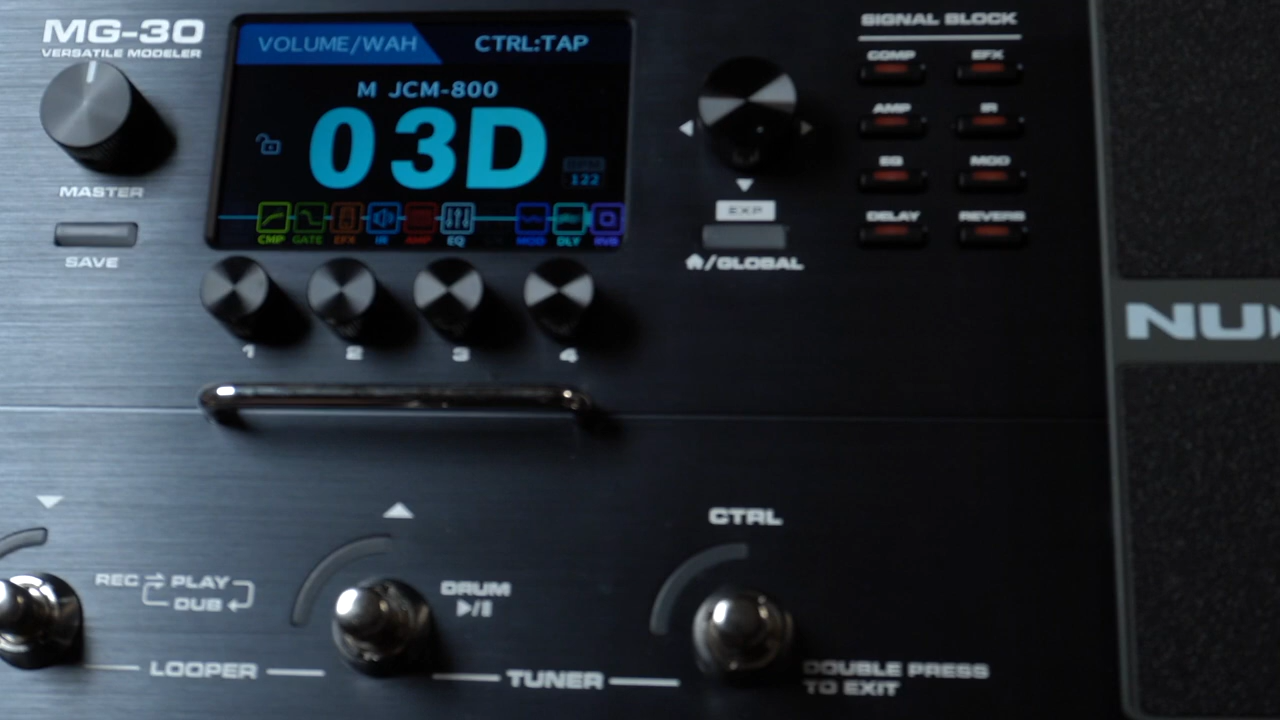 MG-30
VERSATILE MODELER
VOLUME/WAH
CTRL:TAP
M JCM-800
03D
122
CMP GATE EFX IR AMP EQ MOD DLY RVB
MASTER
SAVE
1 2 3 4
EXP
/GLOBAL
SIGNAL BLOCK
COMP EFX
AMP IR
EQ MOD
DELAY REVERB
NU
CTRL
REC PLAY
DUB
DRUM
LOOPER
TUNER
DOUBLE PRESS
TO EXIT